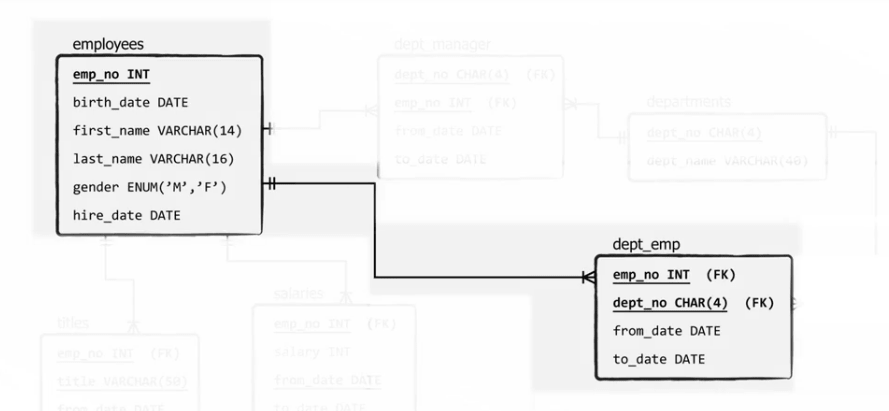 employees
emp_no INT
birth_date DATE
first_name VARCHAR(14)
last_name VARCHAR(16)
gender ENUM(’M’,’F’)
hire_date DATE
dept_manager
dept_no CHAR(4) (FK)
emp_no INT (FK)
from_date DATE
to_date DATE
departments
dept_no CHAR(4)
dept_name VARCHAR(40)
dept_emp
emp_no INT (FK)
dept_no CHAR(4) (FK)
from_date DATE
to_date DATE
salaries
emp_no INT (FK)
salary INT
from_date DATE
to_date DATE
titles
emp_no INT (FK)
title VARCHAR(50)
from_date DATE